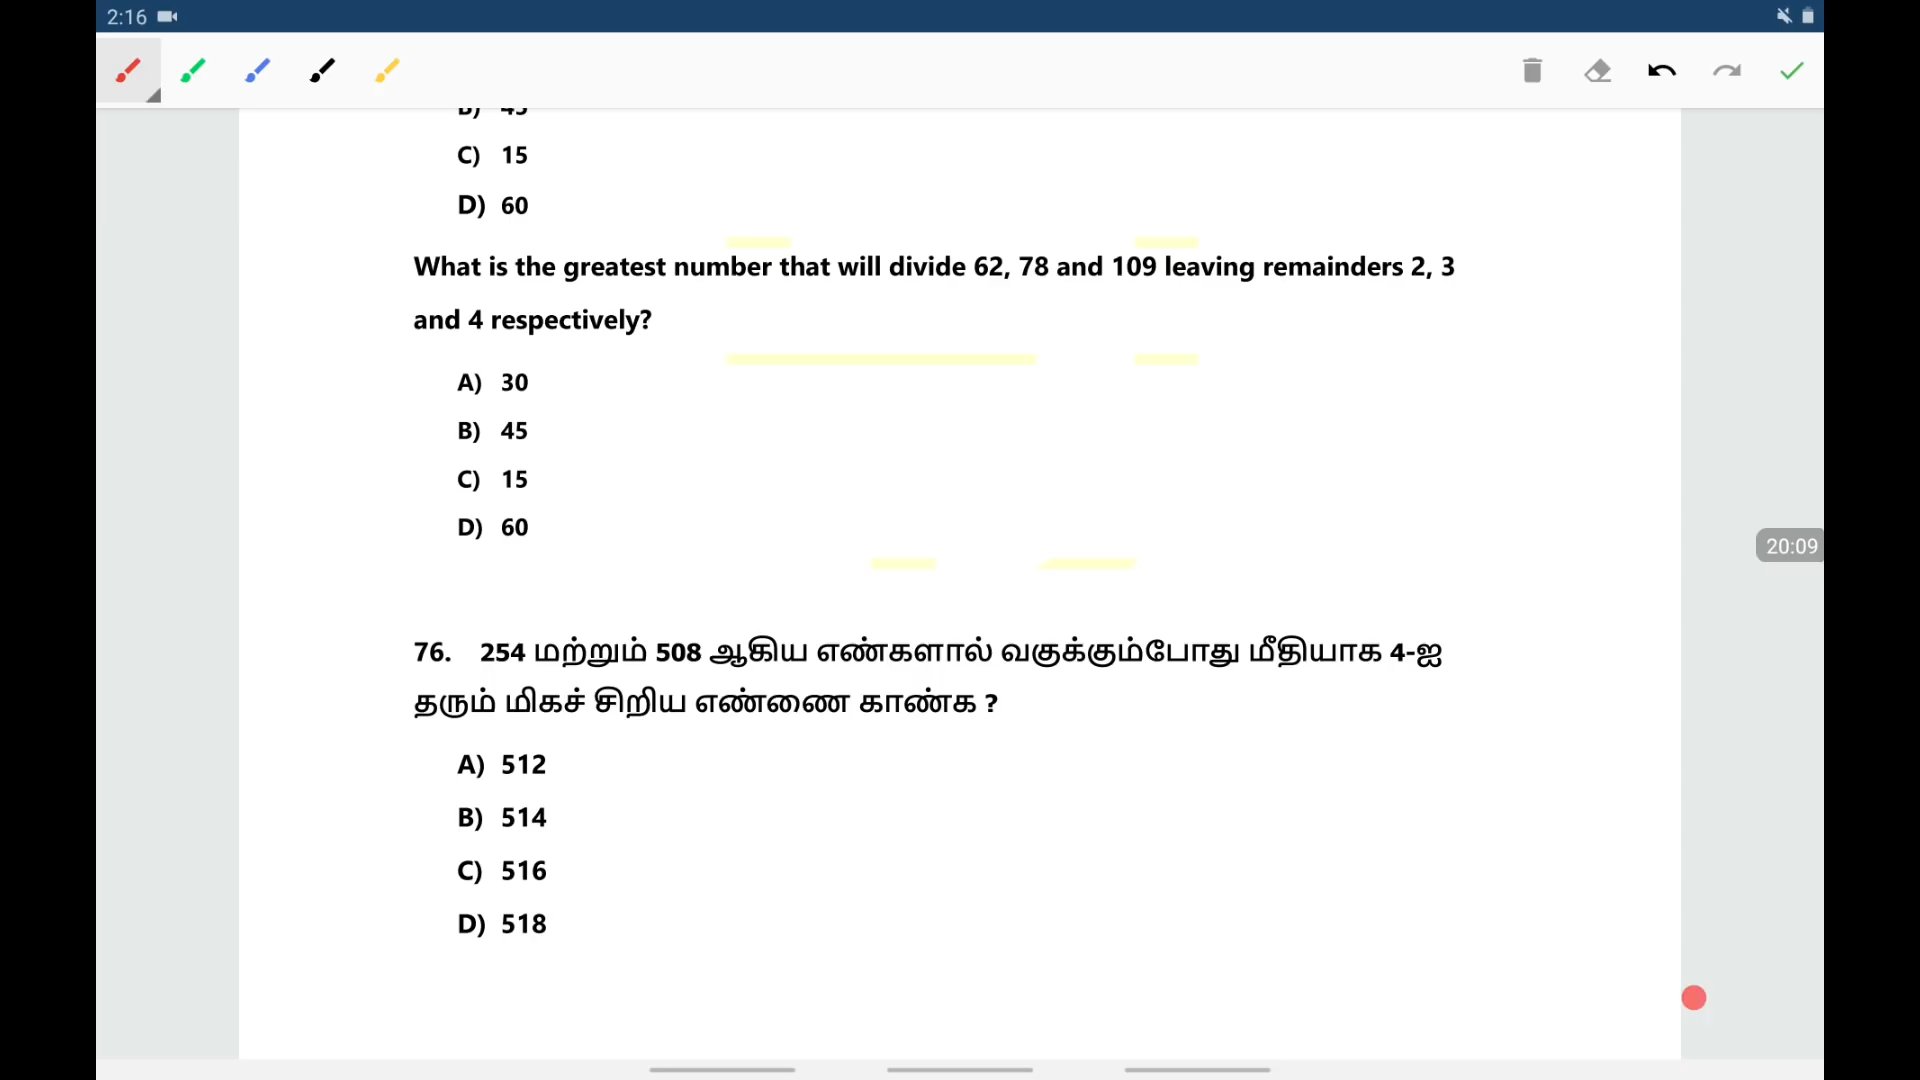 2:16
B) 45
C) 15
D) 60
What is the greatest number that will divide 62, 78 and 109 leaving remainders 2, 3
and 4 respectively?
A) 30
B) 45
C) 15
D) 60
20:09
76. 254 மற்றும் 508 ஆகிய எண்களால் வகுக்கும்போது மீதியாக 4-ஐ
தரும் மிகச் சிறிய எண்ணை காண்க ?
A) 512
B) 514
C) 516
D) 518